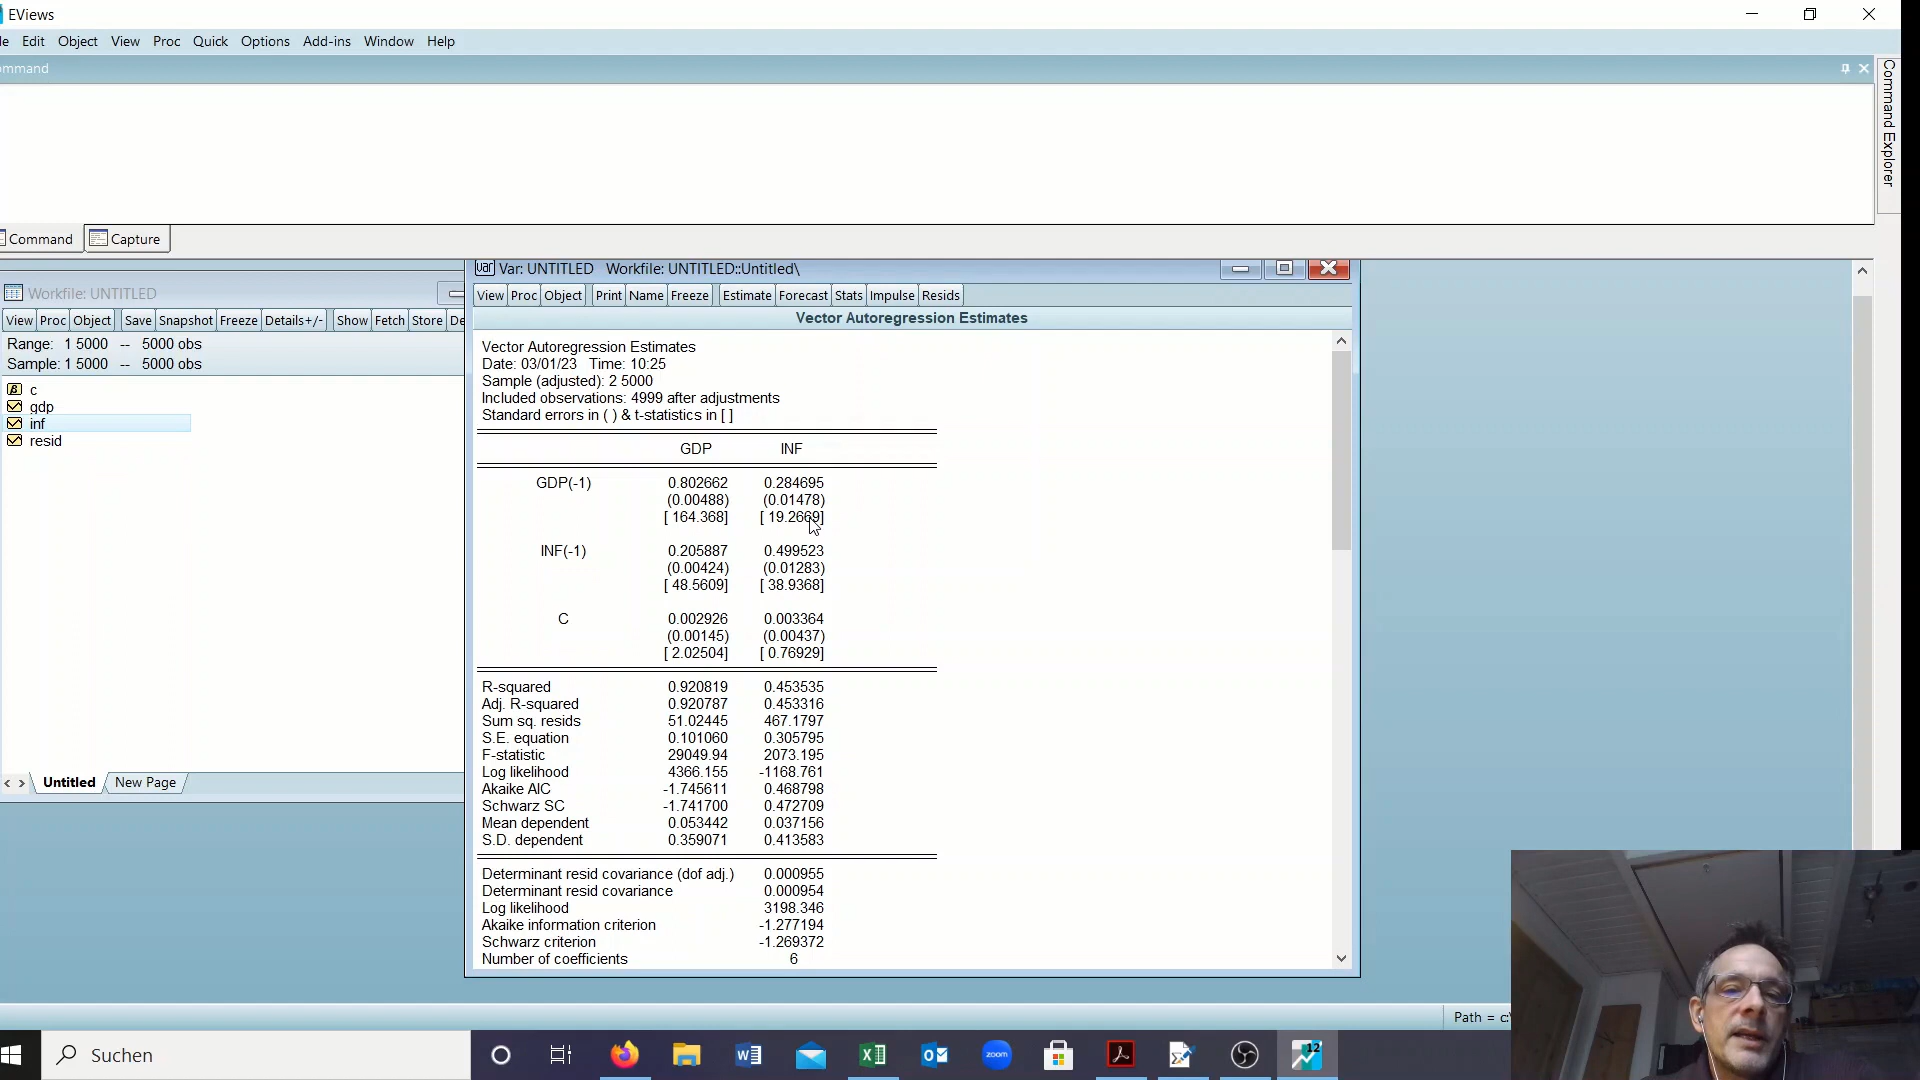 EViews
le Edit Object View Proc Quick Options Add-ins Window Help
ommand
Command Explorer
Command Capture
Workfile: UNTITLED
View Proc Object Save Snapshot Freeze Details+/- Show Fetch Store De
Range: 1 5000 -- 5000 obs
Sample: 1 5000 -- 5000 obs
β c
gdp
inf
resid
< > Untitled New Page
var Var: UNTITLED Workfile: UNTITLED::Untitled\
View Proc Object Print Name Freeze Estimate Forecast Stats Impulse Resids
Vector Autoregression Estimates
Vector Autoregression Estimates
Date: 03/01/23 Time: 10:25
Sample (adjusted): 2 5000
Included observations: 4999 after adjustments
Standard errors in ( ) & t-statistics in [ ]
GDP INF
GDP(-1) 0.802662 0.284695
(0.00488) (0.01478)
[ 164.368] [ 19.2669]
INF(-1) 0.205887 0.499523
(0.00424) (0.01283)
[ 48.5609] [ 38.9368]
C 0.002926 0.003364
(0.00145) (0.00437)
[ 2.02504] [ 0.76929]
R-squared 0.920819 0.453535
Adj. R-squared 0.920787 0.453316
Sum sq. resids 51.02445 467.1797
S.E. equation 0.101060 0.305795
F-statistic 29049.94 2073.195
Log likelihood 4366.155 -1168.761
Akaike AIC -1.745611 0.468798
Schwarz SC -1.741700 0.472709
Mean dependent 0.053442 0.037156
S.D. dependent 0.359071 0.413583
Determinant resid covariance (dof adj.) 0.000955
Determinant resid covariance 0.000954
Log likelihood 3198.346
Akaike information criterion -1.277194
Schwarz criterion -1.269372
Number of coefficients 6
Path = c:\
Suchen
zoom
12